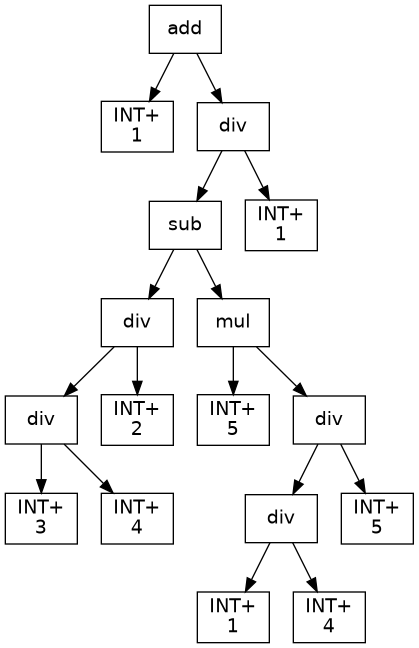 add
INT+
1
div
sub
INT+
1
div
mul
div
INT+
2
INT+
5
div
INT+
3
INT+
4
div
INT+
5
INT+
1
INT+
4